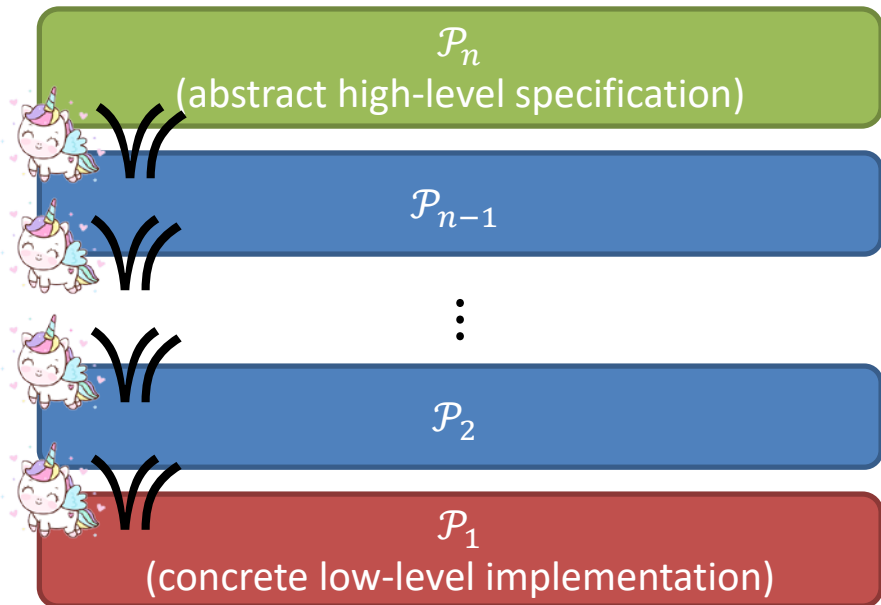 𝒫ₙ
(abstract high-level specification)
𝒫ₙ₋₁
⋮
𝒫₂
𝒫₁
(concrete low-level implementation)